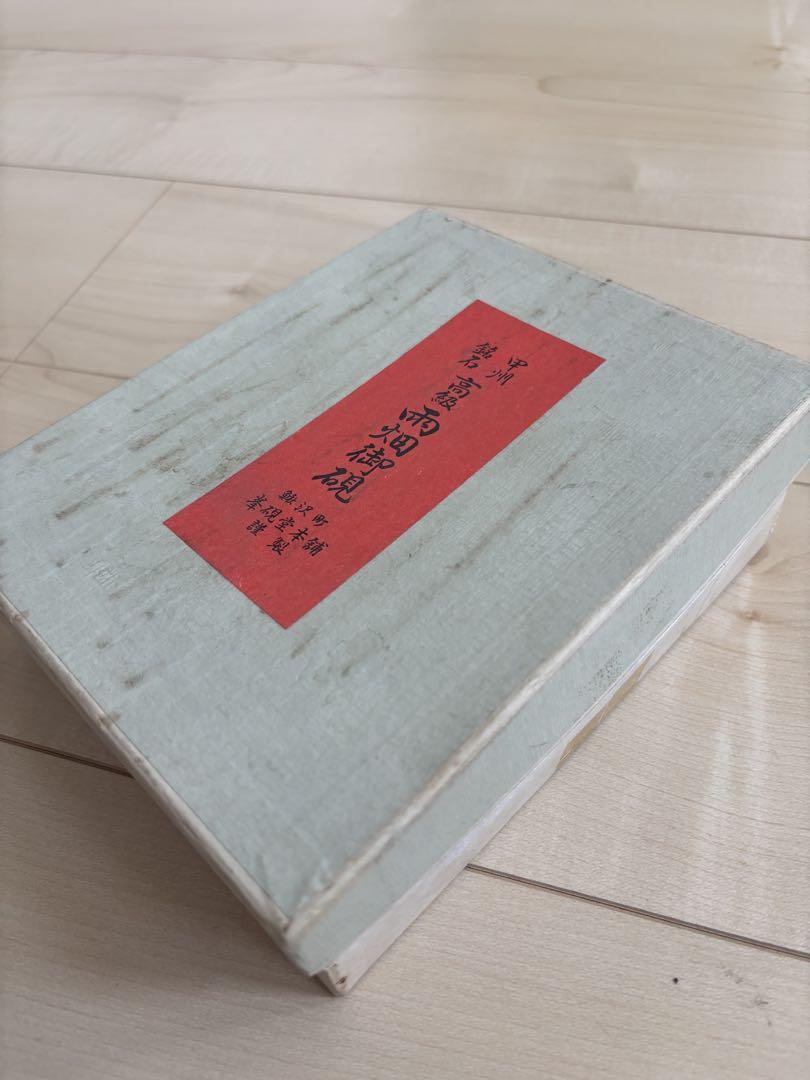 甲州
銘石 高級 雨畑御硯
鰍沢町
峯硯堂本舗
謹製